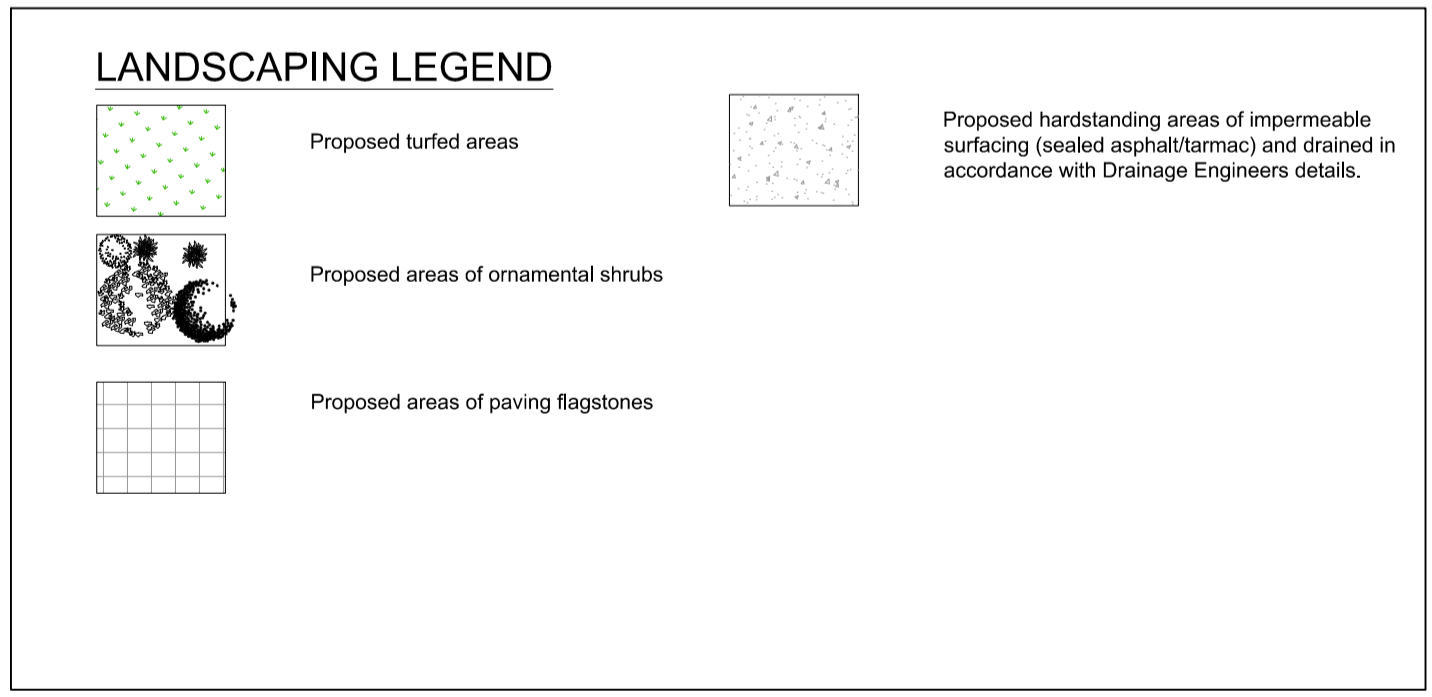 LANDSCAPING LEGEND
Proposed turfed areas
Proposed areas of ornamental shrubs
Proposed areas of paving flagstones
Proposed hardstanding areas of impermeable
surfacing (sealed asphalt/tarmac) and drained in
accordance with Drainage Engineers details.